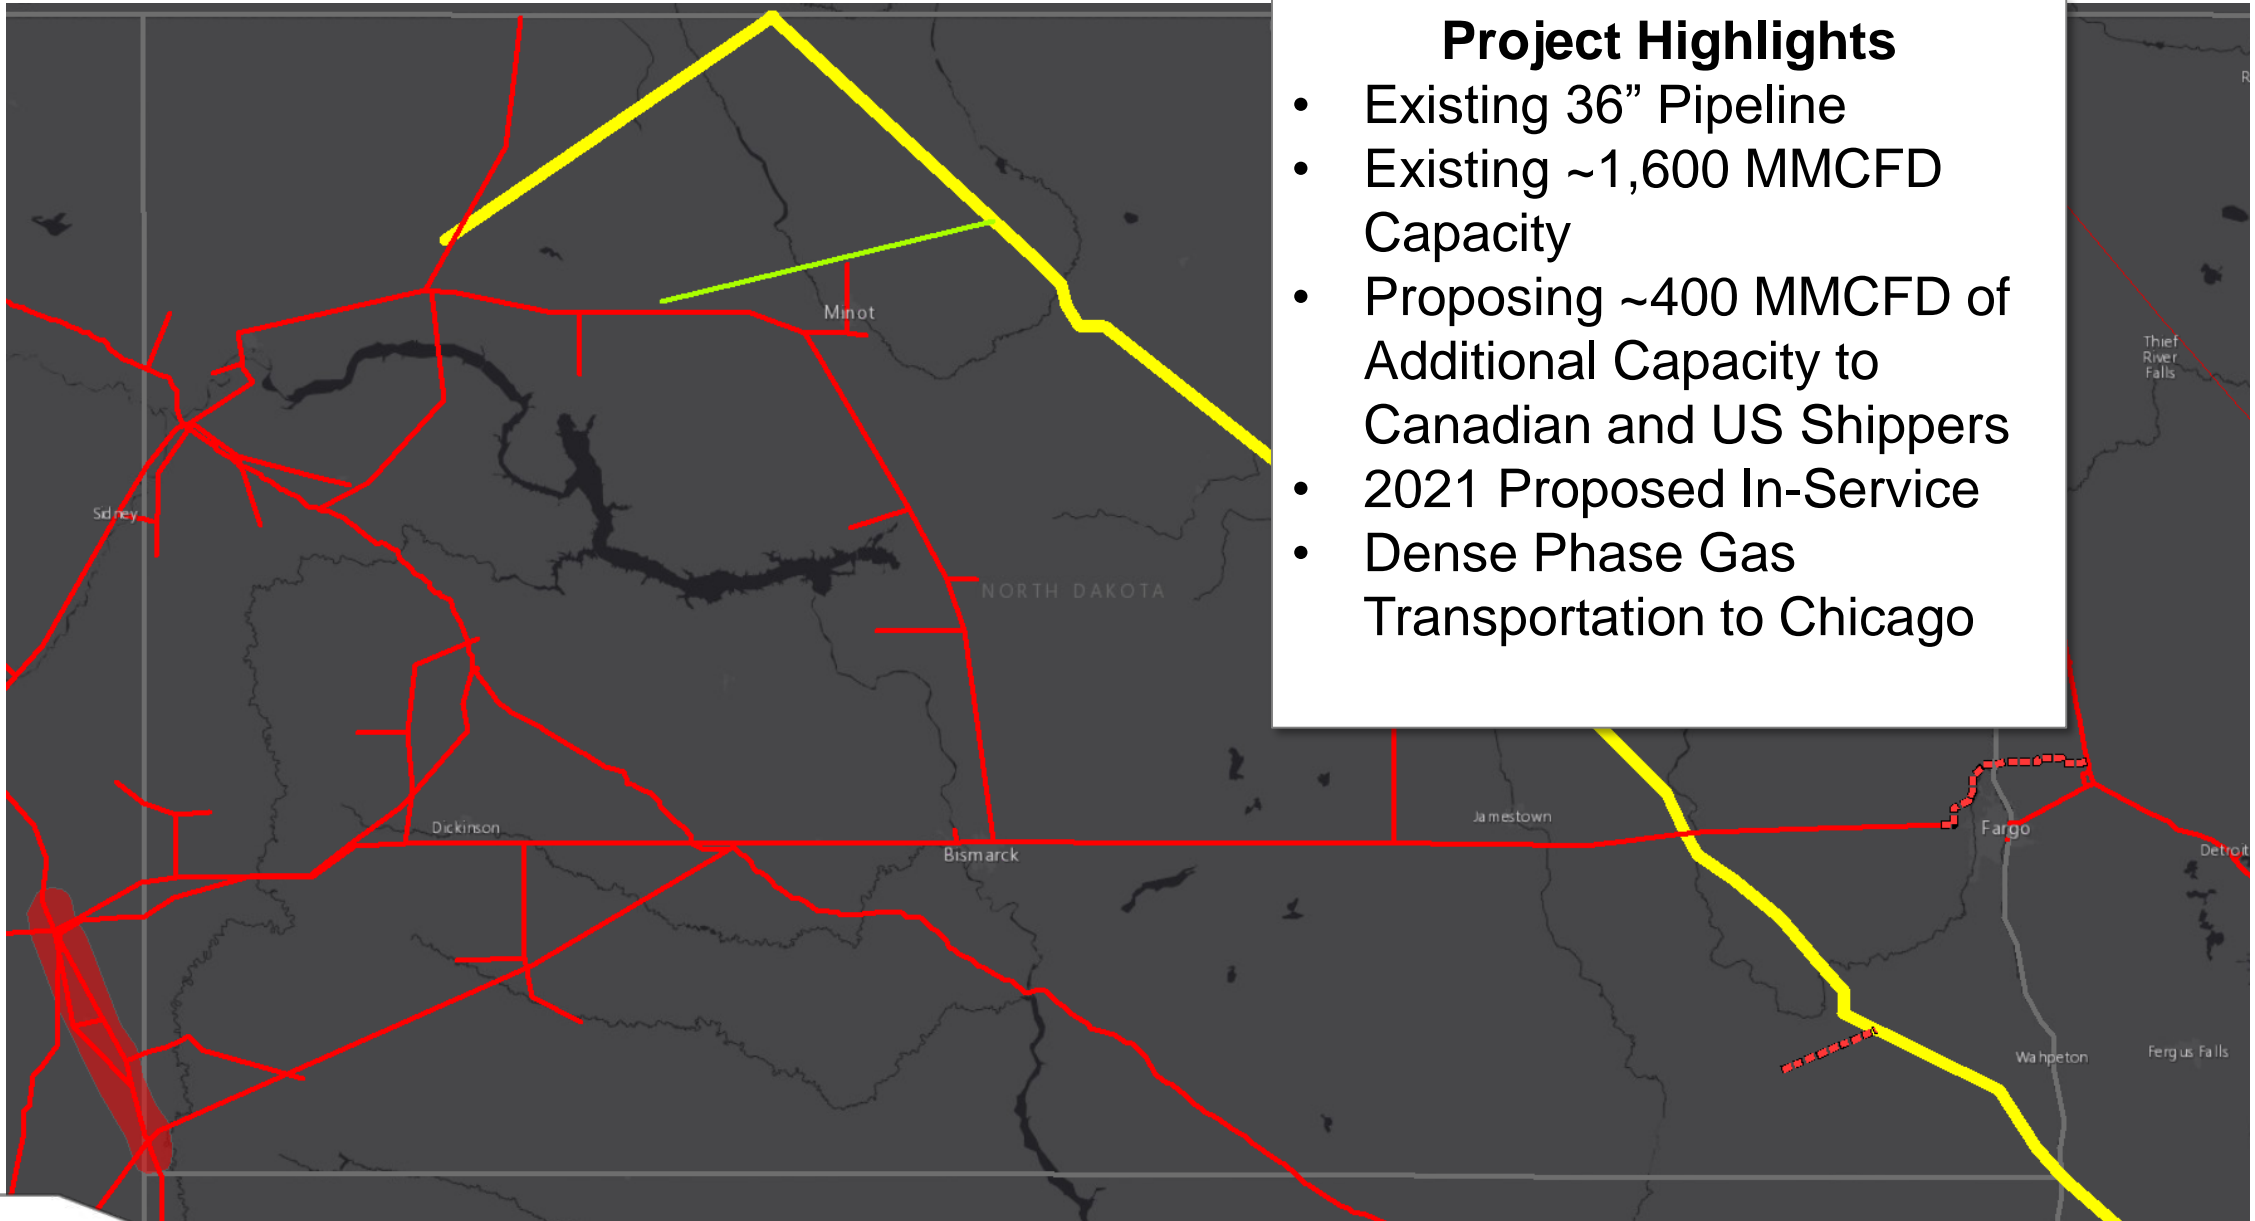 Project Highlights
• Existing 36” Pipeline
• Existing ~1,600 MMCFD
Capacity
• Proposing ~400 MMCFD of
Additional Capacity to
Canadian and US Shippers
• 2021 Proposed In-Service
• Dense Phase Gas
Transportation to Chicago
R
Minot
Thief
River
Falls
Sidney
NORTH DAKOTA
Dickinson
Bismarck
Jamestown
Fargo
Detroit
Wahpeton
Fergus Falls